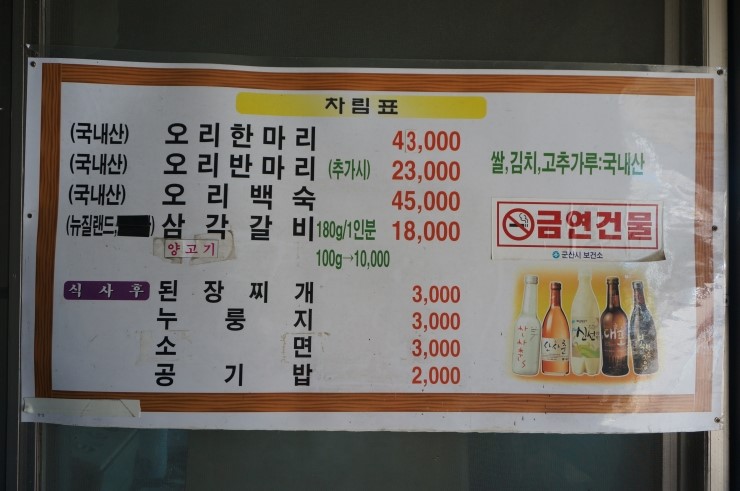 차림표
(국내산) 오리한마리 43,000
(국내산) 오리반마리 (추가시) 23,000
(국내산) 오리백숙 45,000
(뉴질랜드, 삼각갈비 180g/1인분 18,000
양고기 100g→10,000
식사후 된장찌개 3,000
누룽지 3,000
소면 3,000
공기밥 2,000
쌀,김치,고추가루:국내산
금연건물
군산시 보건소